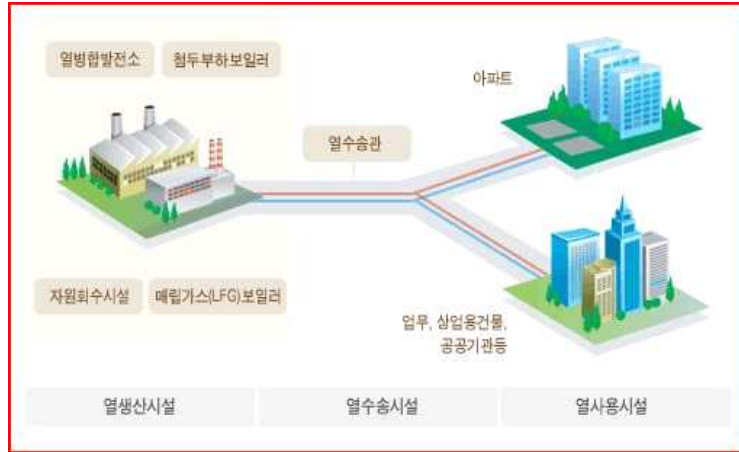 열병합발전소
첨두부하보일러
아파트
열수송관
자원회수시설
매립가스(LFG)보일러
업무, 상업용건물,
공공기관등
열생산시설
열수송시설
열사용시설